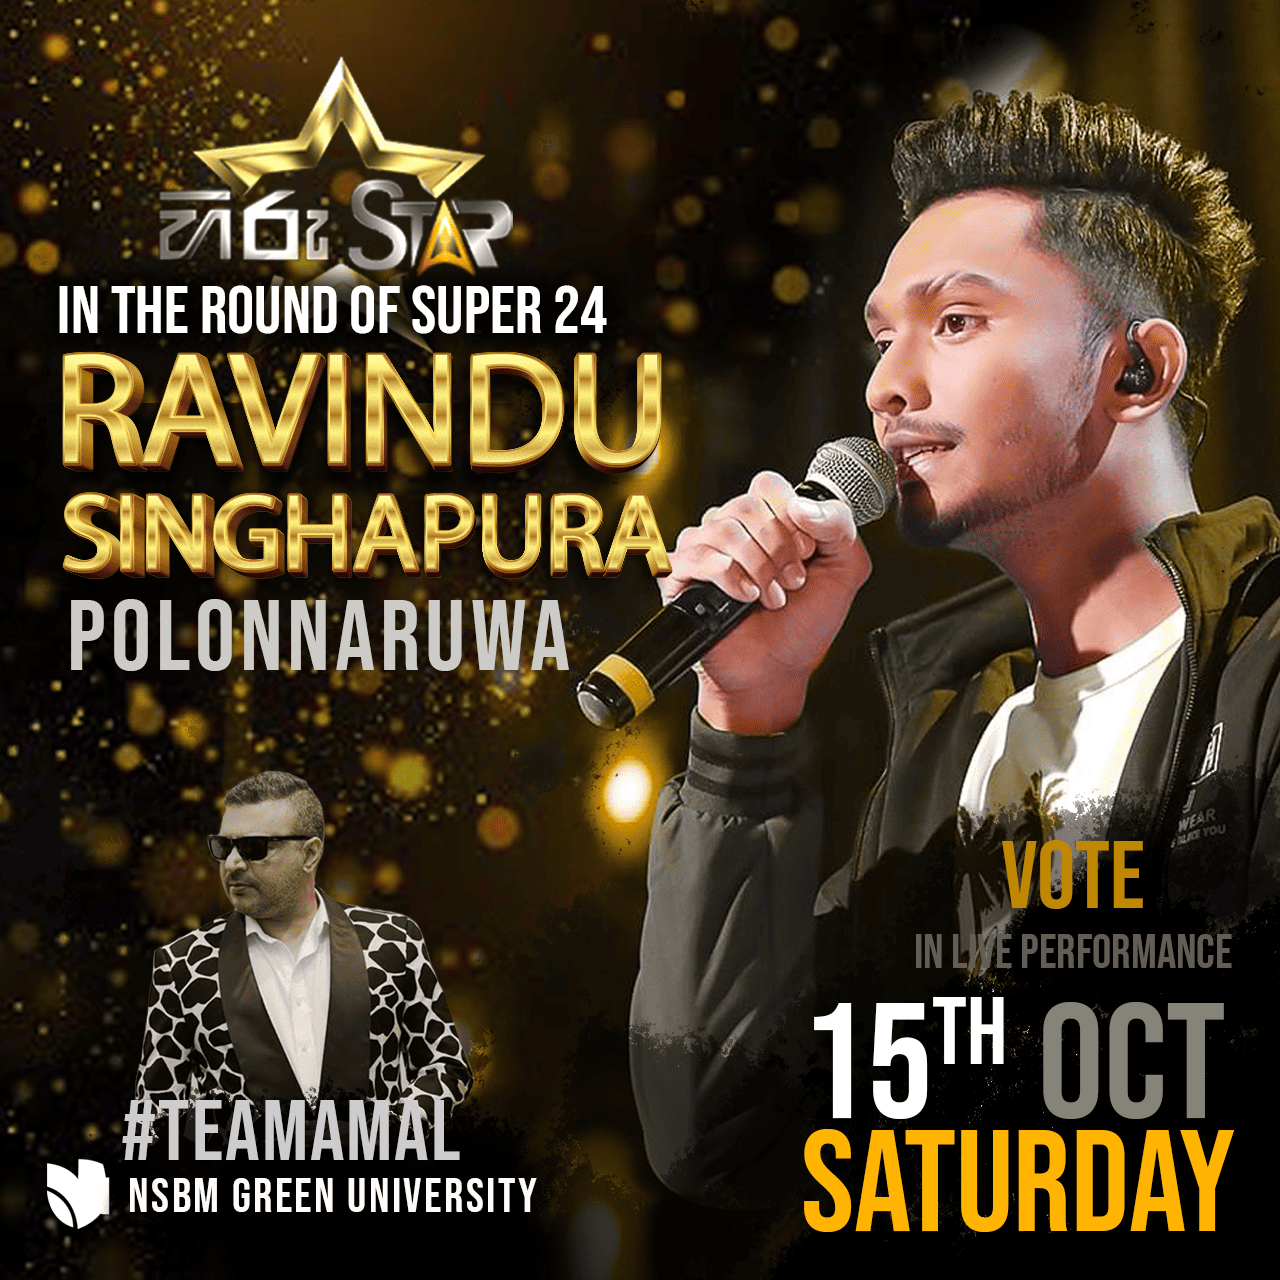 හිරු STAR
IN THE ROUND OF SUPER 24
RAVINDU
SINGHAPURA
POLONNARUWA
WEAR
VOTE
IN LIVE PERFORMANCE
15TH OCT
SATURDAY
#TEAMAMAL
NSBM GREEN UNIVERSITY